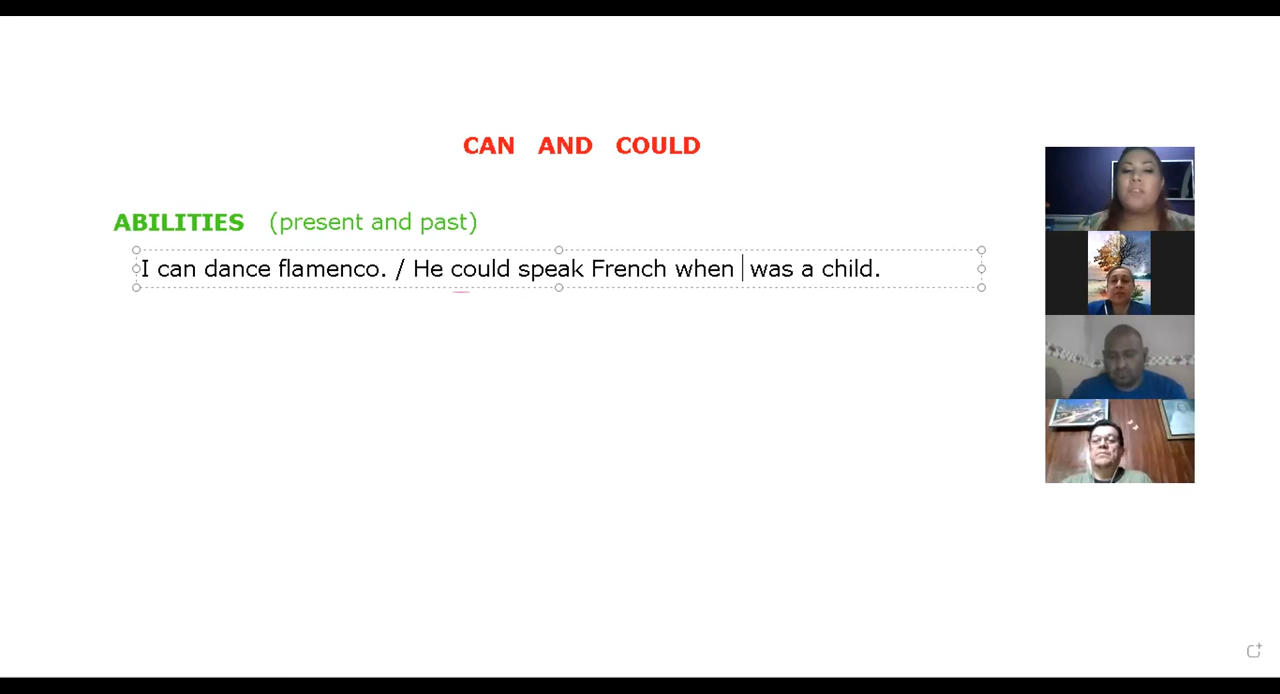 CAN AND COULD
ABILITIES (present and past)
I can dance flamenco. / He could speak French when was a child.